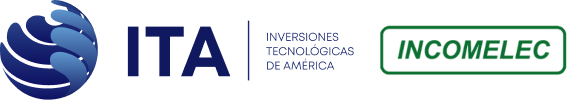 ITA
INVERSIONES
TECNOLÓGICAS
DE AMÉRICA
INCOMELEC